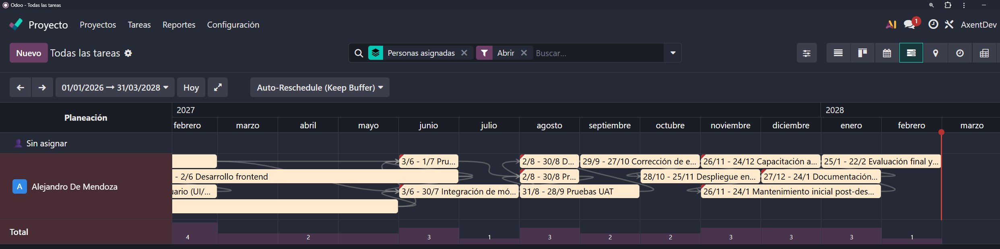 Odoo - Todas las tareas
Proyecto Proyectos Tareas Reportes Configuración AI 1 AxentDev
Nuevo Todas las tareas Personas asignadas Abrir Buscar...
01/01/2026 → 31/03/2028 Hoy Auto-Reschedule (Keep Buffer)
Planeación
2027 2028
febrero marzo abril mayo junio julio agosto septiembre octubre noviembre diciembre enero febrero marzo
Sin asignar
Alejandro De Mendoza
3/6 - 1/7 Pru... 2/8 - 30/8 D... 29/9 - 27/10 Corrección de e... 26/11 - 24/12 Capacitación a... 25/1 - 22/2 Evaluación final y...
- 2/6 Desarrollo frontend 2/8 - 30/8 Pr... 28/10 - 25/11 Despliegue en... 27/12 - 24/1 Documentación...
uario (UI/... 3/6 - 30/7 Integración de mó... 31/8 - 28/9 Pruebas UAT 26/11 - 24/1 Mantenimiento inicial post-des...
Total 4 2 3 1 3 2 2 3 3 3 1